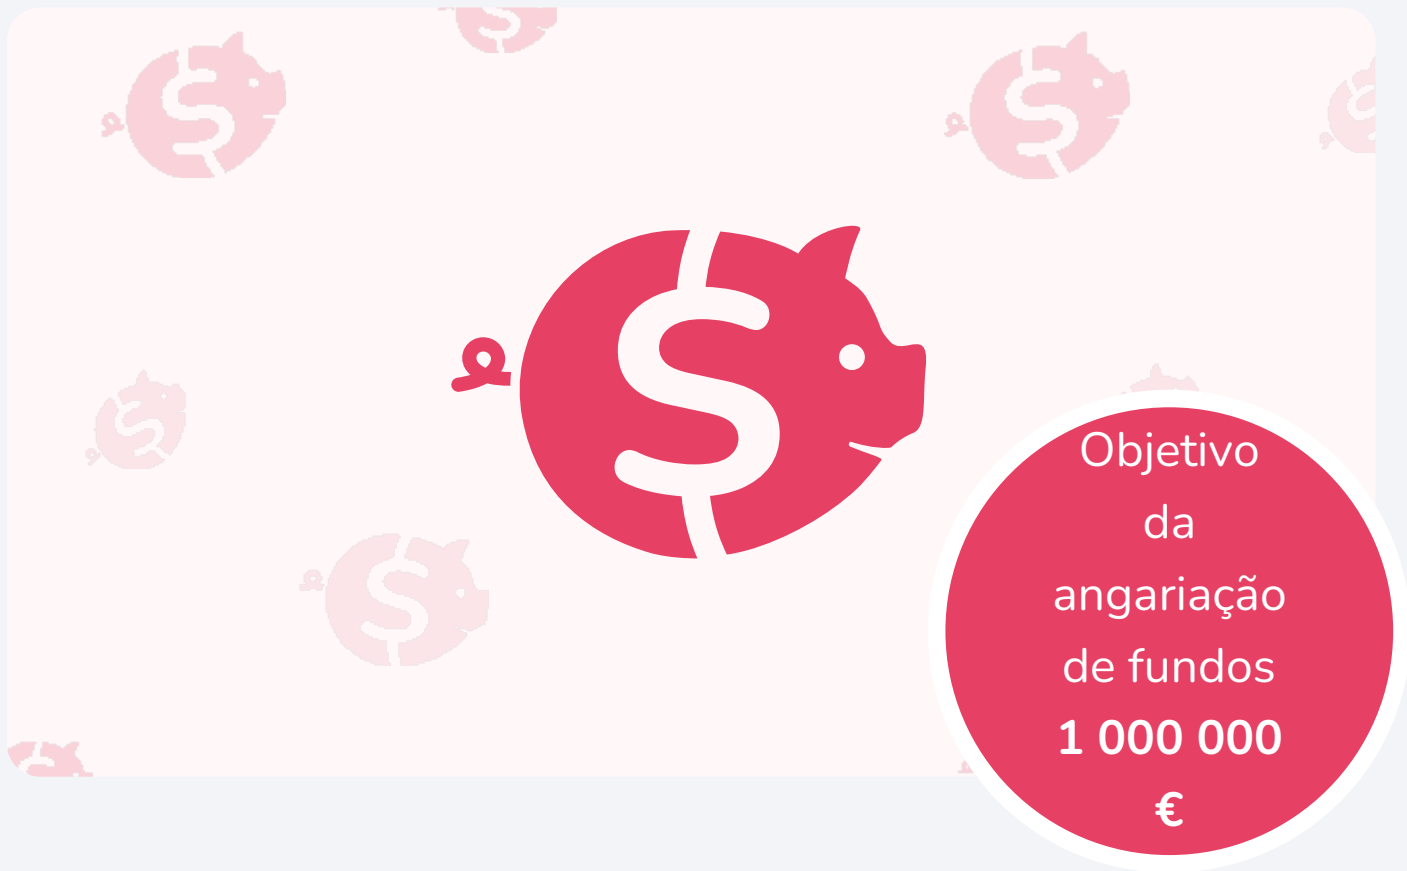 Objetivo
da
angariação
de fundos
1 000 000
€